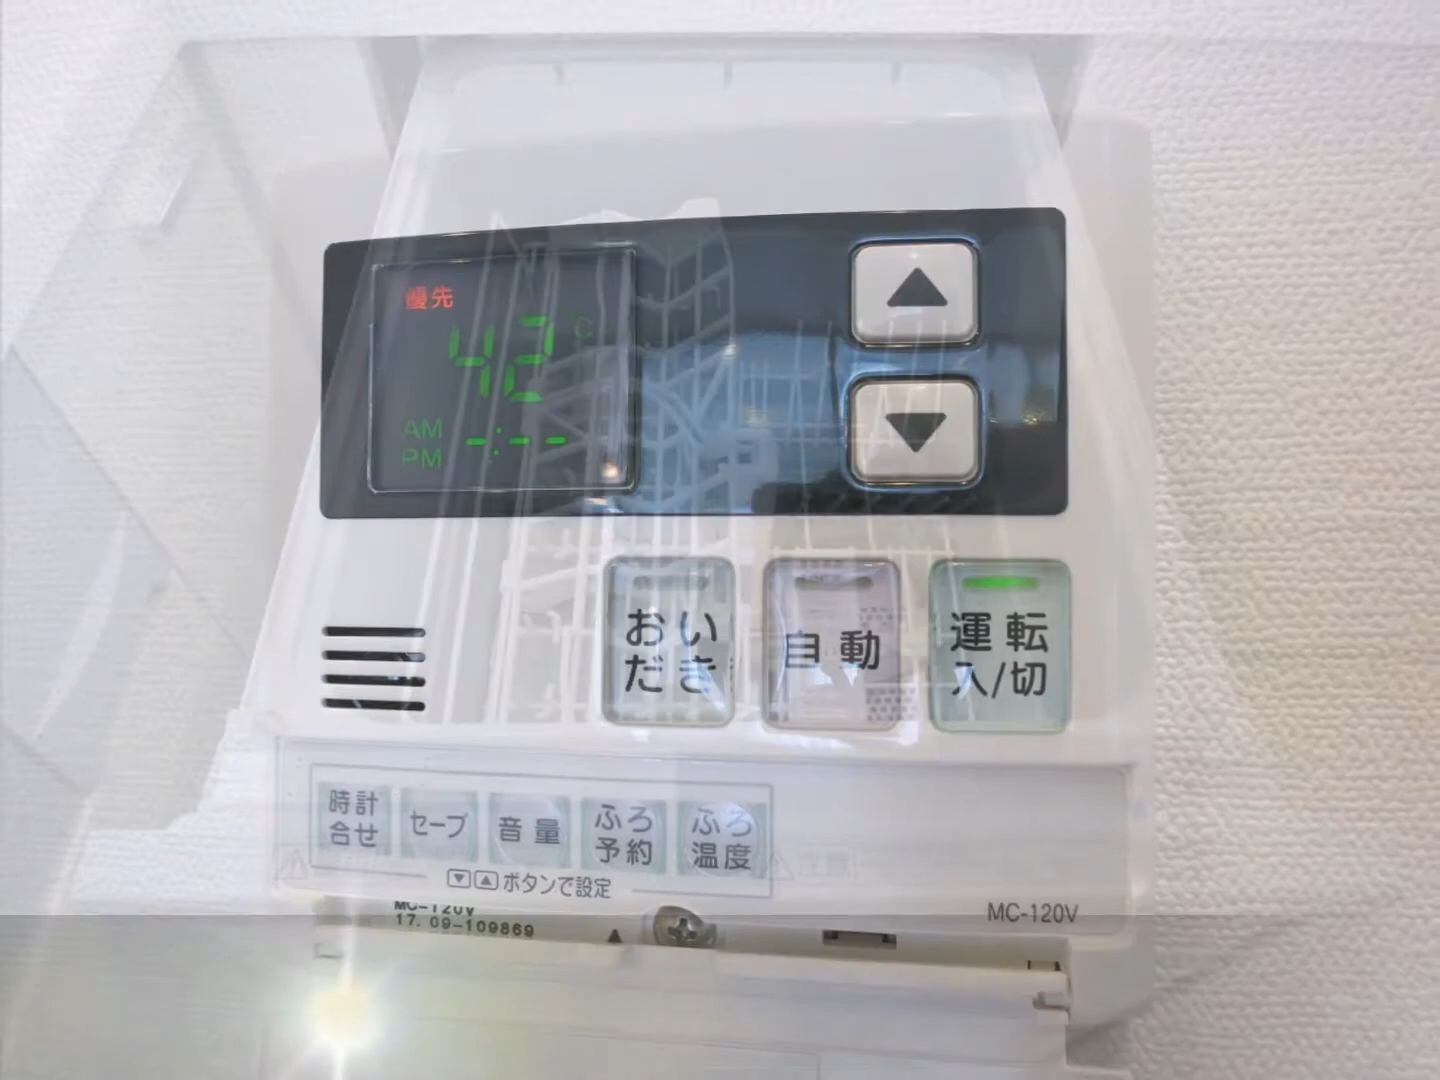 優先
42 ℃
AM
PM -:--
おい
だき
自動
運転
入/切
時計
合せ
セーブ
音量
ふろ
予約
ふろ
温度
▼▲ボタンで設定
MC-120V
17.09-109869
MC-120V